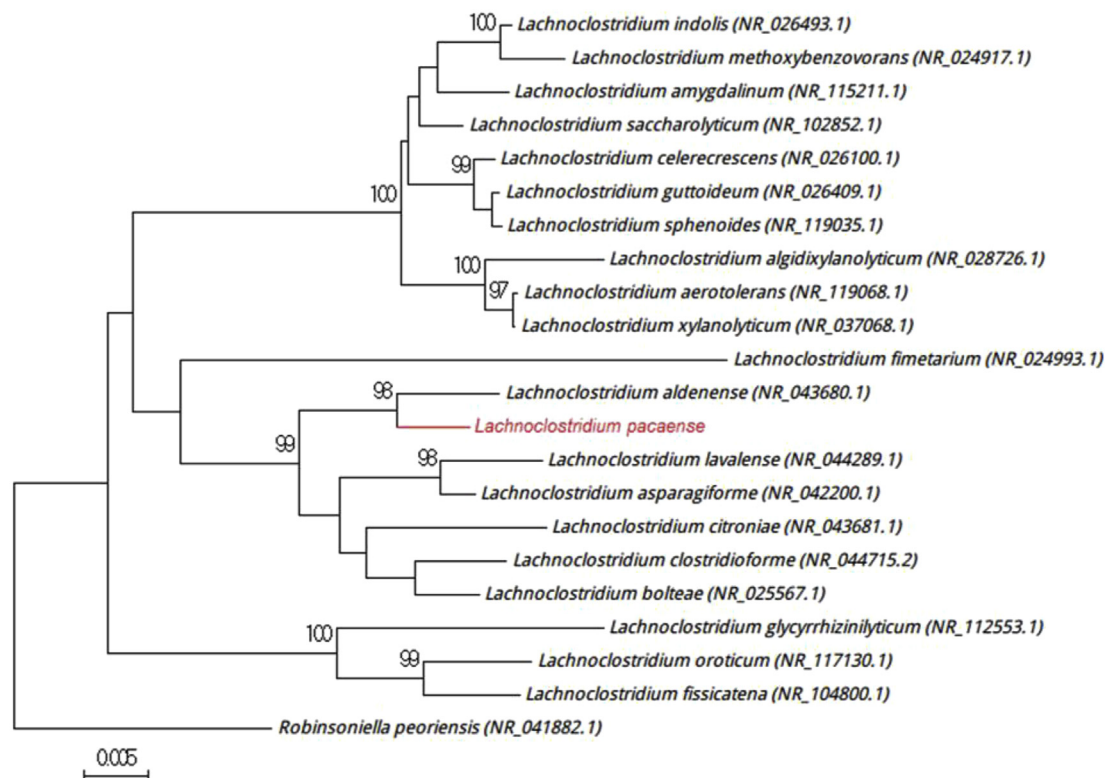 100
Lachnoclostridium indolis (NR_026493.1)
Lachnoclostridium methoxybenzovorans (NR_024917.1)
Lachnoclostridium amygdalinum (NR_115211.1)
Lachnoclostridium saccharolyticum (NR_102852.1)
99
Lachnoclostridium celerecrescens (NR_026100.1)
100
Lachnoclostridium guttoideum (NR_026409.1)
Lachnoclostridium sphenoides (NR_119035.1)
100
Lachnoclostridium algidixylanolyticum (NR_028726.1)
97
Lachnoclostridium aerotolerans (NR_119068.1)
Lachnoclostridium xylanolyticum (NR_037068.1)
Lachnoclostridium fimetarium (NR_024993.1)
98
Lachnoclostridium aldenense (NR_043680.1)
Lachnoclostridium pacaense
99
98
Lachnoclostridium lavalense (NR_044289.1)
Lachnoclostridium asparagiforme (NR_042200.1)
Lachnoclostridium citroniae (NR_043681.1)
Lachnoclostridium clostridioforme (NR_044715.2)
Lachnoclostridium bolteae (NR_025567.1)
100
Lachnoclostridium glycyrrhizinilyticum (NR_112553.1)
99
Lachnoclostridium oroticum (NR_117130.1)
Lachnoclostridium fissicatena (NR_104800.1)
Robinsoniella peoriensis (NR_041882.1)
0.005